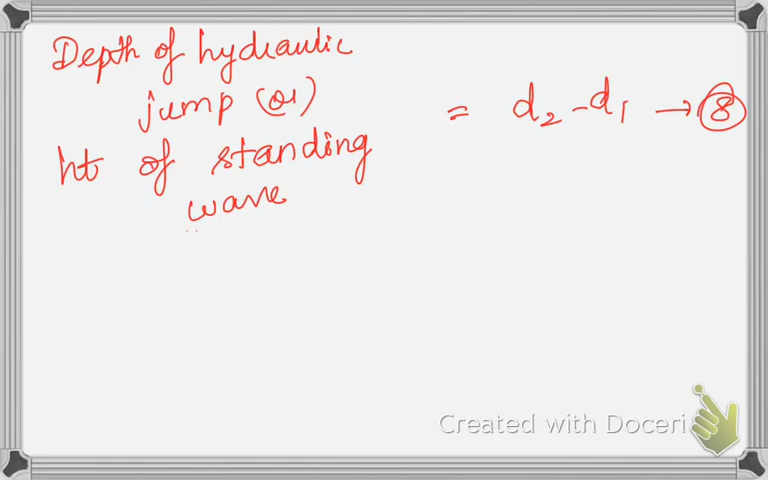 Depth of hydraulic
jump (or) = d₂ - d₁ → 8
ht of standing
wave
Created with Doceri